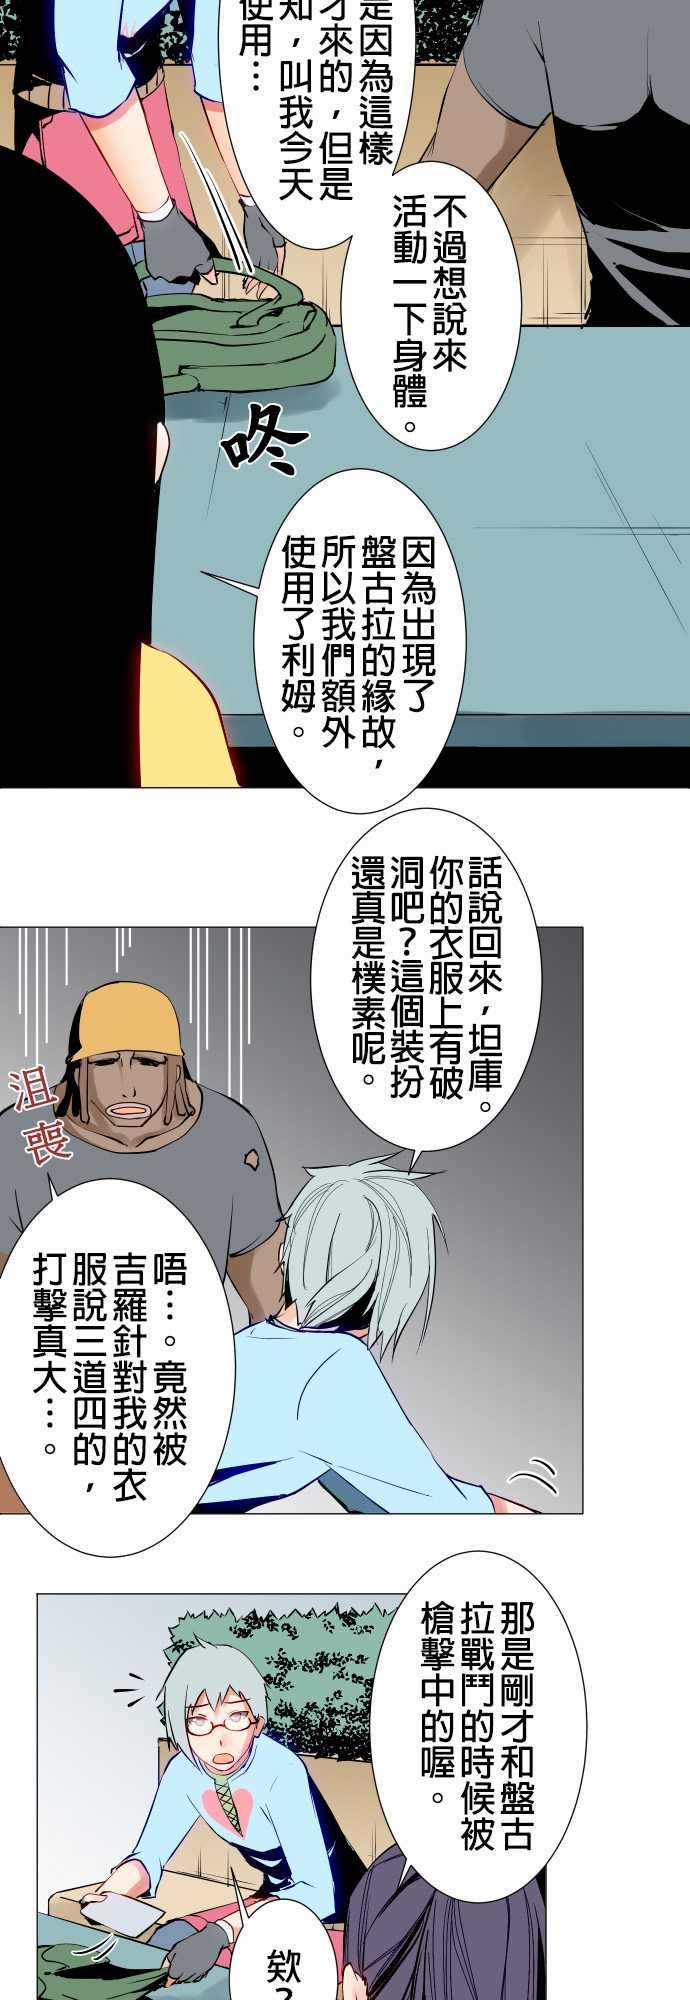 是因為這樣
才來的，但是
知，叫我今天
使用…
不過想說來
活動一下身體。
咚
因為出現了
盤古拉的緣故，
所以我們額外
使用了利姆。
話說回來，坦庫。
你的衣服上有破
洞吧？這個裝扮
還真是樸素呢。
沮喪
唔…。竟然被
吉羅針對我的衣
服說三道四的，
打擊真大…。
那是剛才和盤古
拉戰鬥的時候被
槍擊中的喔。
欸？